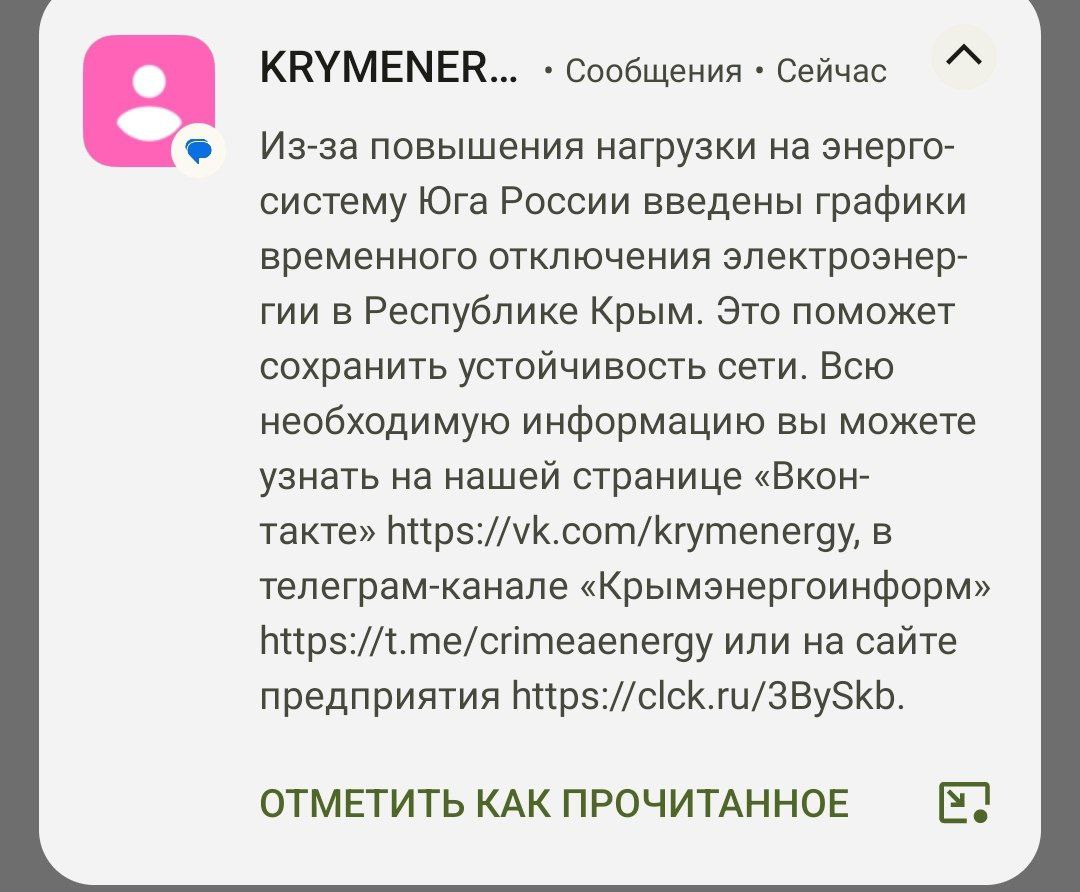 KRYMENER... • Сообщения • Сейчас
Из-за повышения нагрузки на энерго-
систему Юга России введены графики
временного отключения электроэнер-
гии в Республике Крым. Это поможет
сохранить устойчивость сети. Всю
необходимую информацию вы можете
узнать на нашей странице «Вкон-
такте» https://vk.com/krymenergy, в
телеграм-канале «Крымэнергоинформ»
https://t.me/crimeaenergy или на сайте
предприятия https://clck.ru/3BySkb.
ОТМЕТИТЬ КАК ПРОЧИТАННОЕ